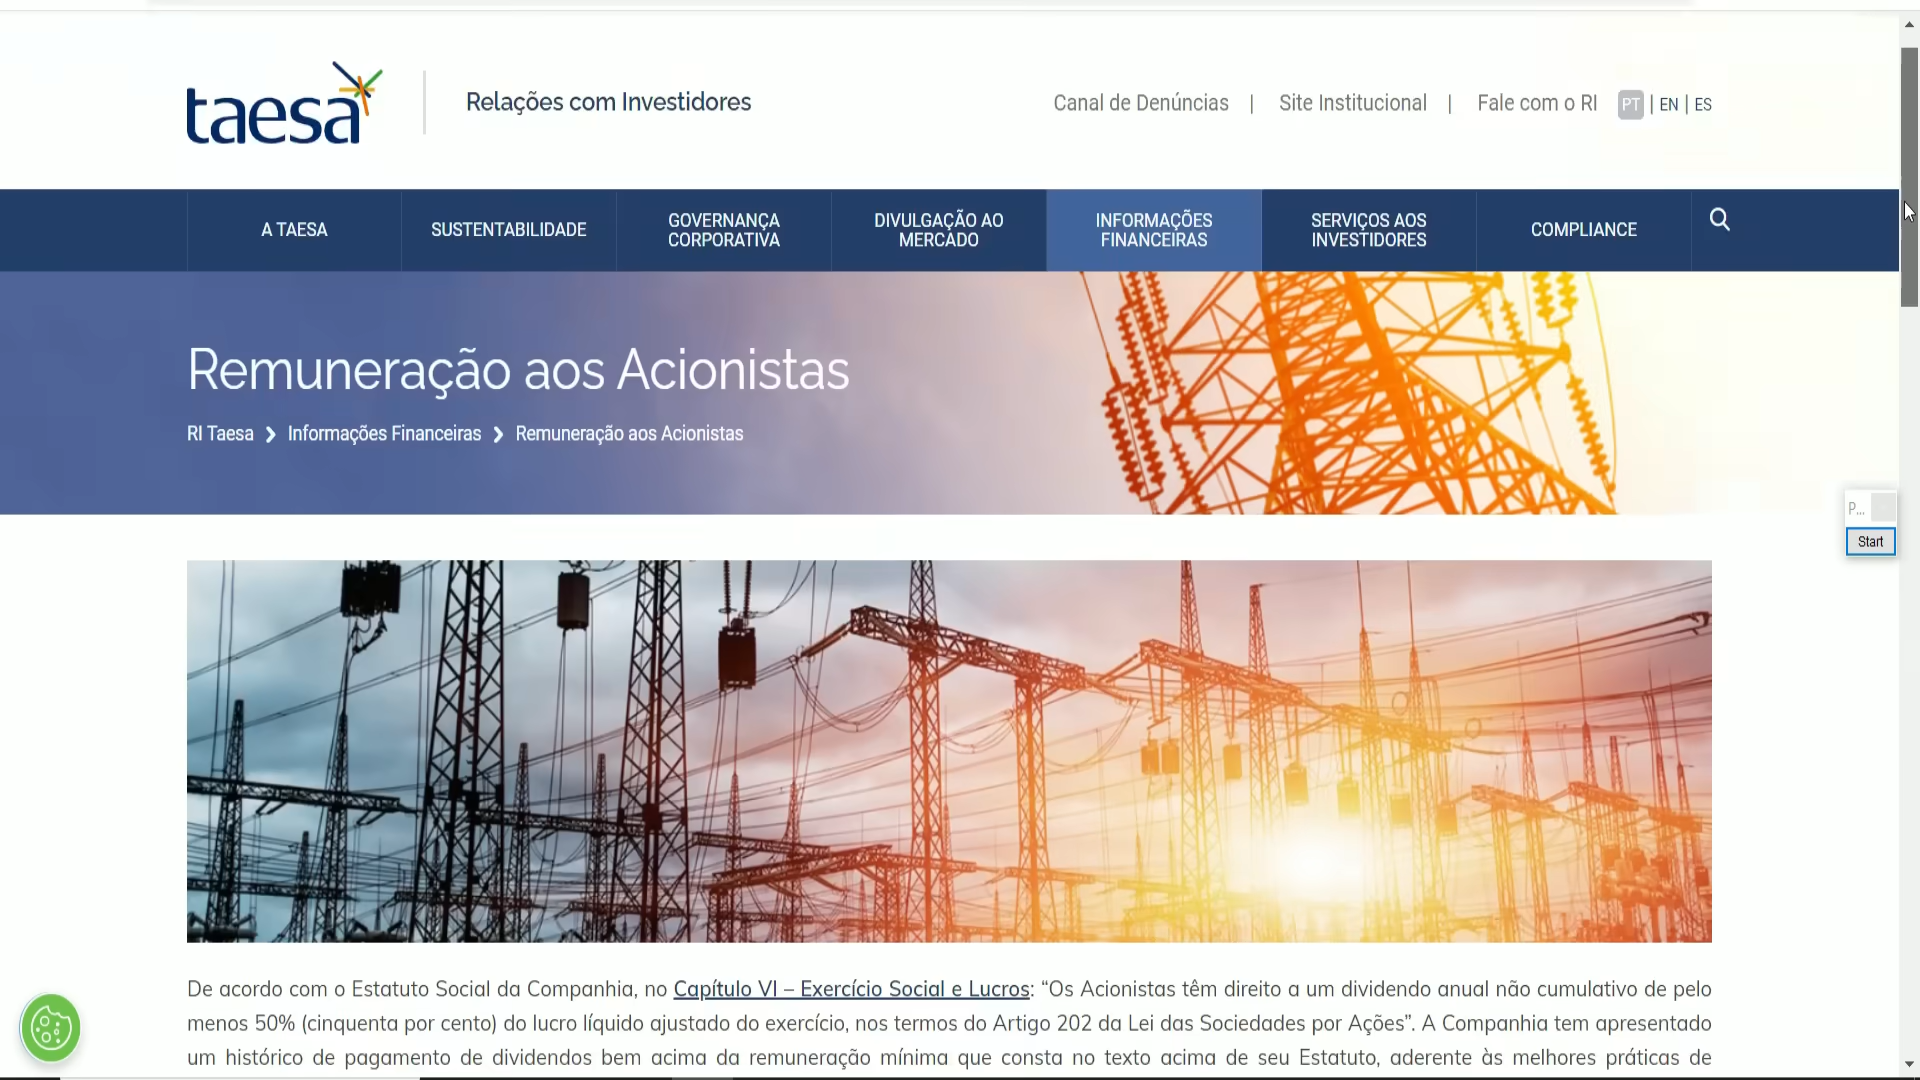 taesa
Relações com Investidores
Canal de Denúncias | Site Institucional | Fale com o RI PT | EN | ES
A TAESA
SUSTENTABILIDADE
GOVERNANÇA
CORPORATIVA
DIVULGAÇÃO AO
MERCADO
INFORMAÇÕES
FINANCEIRAS
SERVIÇOS AOS
INVESTIDORES
COMPLIANCE
Remuneração aos Acionistas
RI Taesa > Informações Financeiras > Remuneração aos Acionistas
P...
Start
De acordo com o Estatuto Social da Companhia, no Capítulo VI – Exercício Social e Lucros: “Os Acionistas têm direito a um dividendo anual não cumulativo de pelo
menos 50% (cinquenta por cento) do lucro líquido ajustado do exercício, nos termos do Artigo 202 da Lei das Sociedades por Ações”. A Companhia tem apresentado
um histórico de pagamento de dividendos bem acima da remuneração mínima que consta no texto acima de seu Estatuto, aderente às melhores práticas de